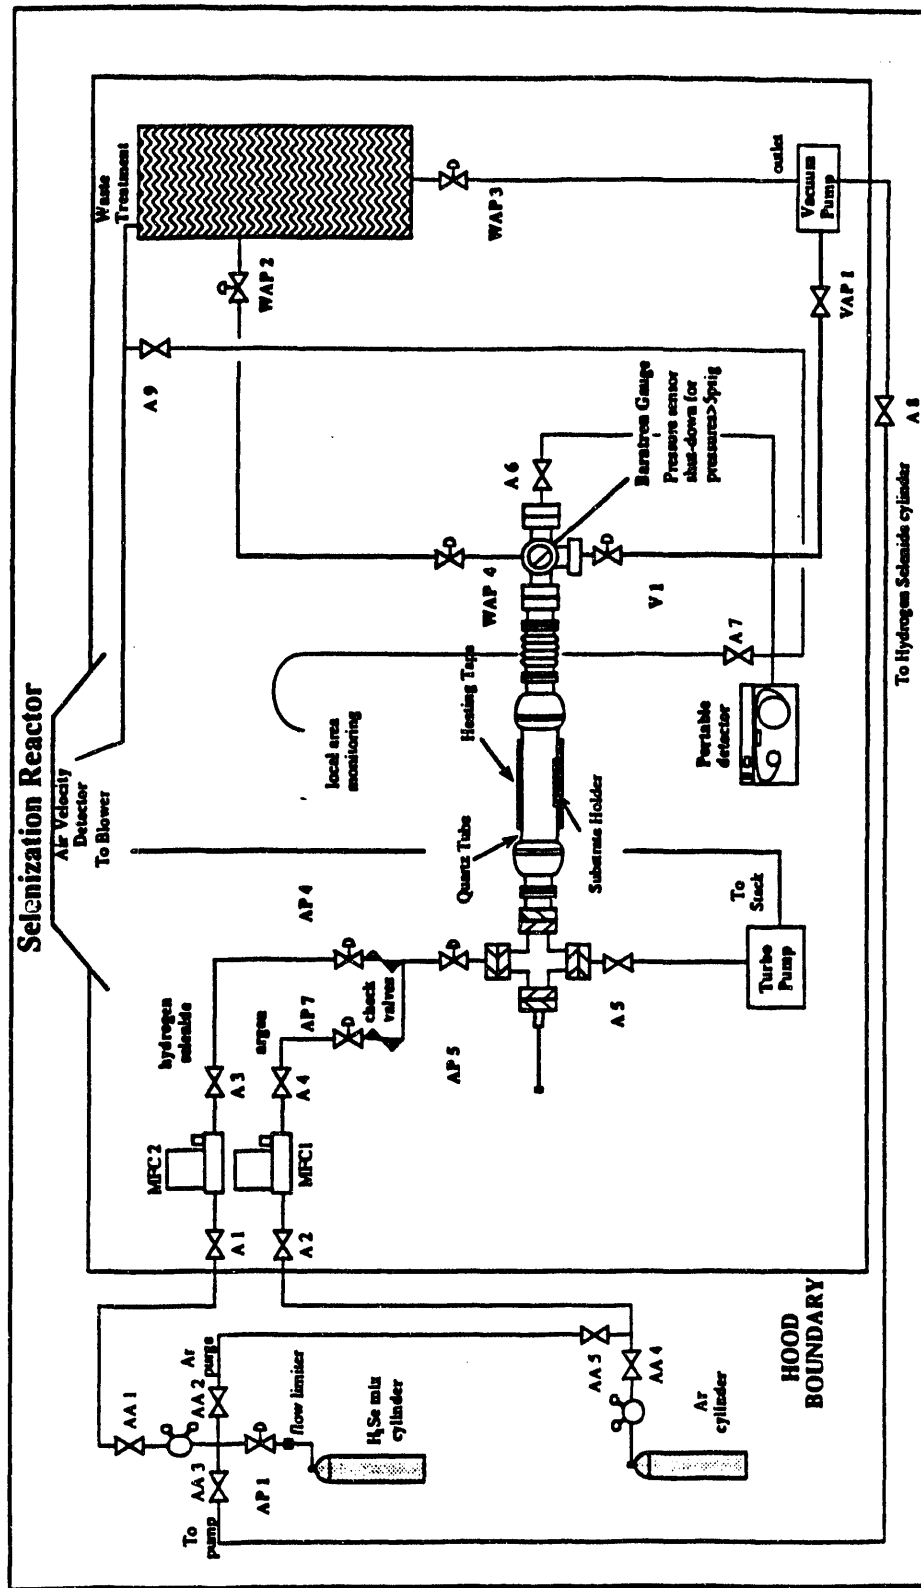 Selenization Reactor
Air Velocity
Detector
To Blower
Waste
Treatment
WAP 2
WAP 3
A 9
outlet
Vacuum
Pump
VAP 1
A 8
To Hydrogen Selenide cylinder
Baratron Gauge
Pressure sensor
shut-down for
pressures>5psig
A 6
WAP 4
V 1
A 7
Portable
detector
local area
monitoring
Heating Tape
Quartz Tube
Substrate Holder
To
Stack
Turbo
Pump
A 5
AP 4
AP 7
check
valves
AP 5
hydrogen
selenide
argon
A 3
A 4
MFC2
MFC1
A 1
A 2
HOOD
BOUNDARY
AA 1
AA 2
Ar
purge
AA 3
To
pump
AP 1
flow limiter
H₂Se mix
cylinder
AA 5
AA 4
Ar
cylinder